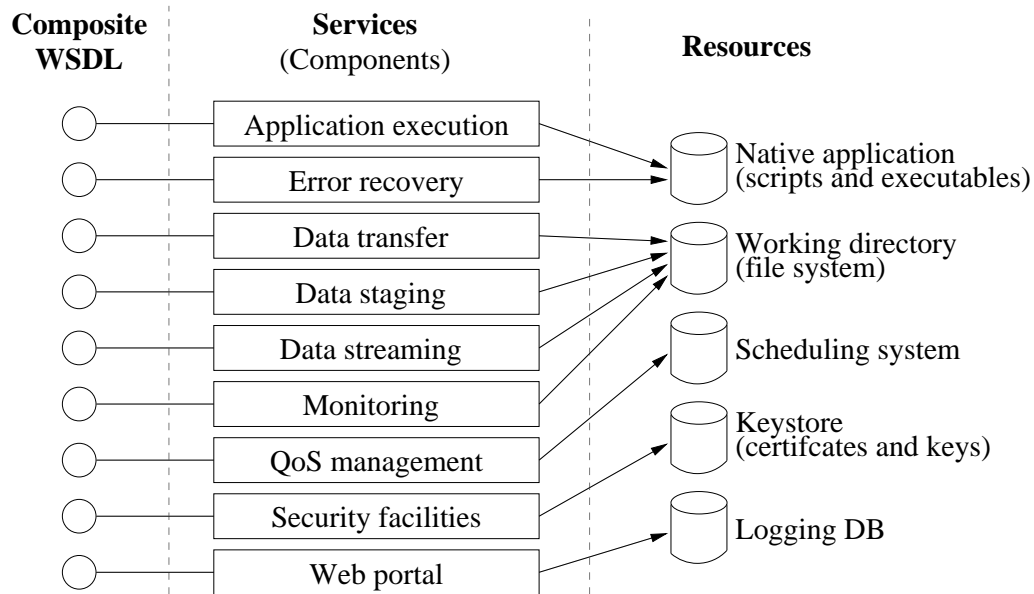 Composite
WSDL
Services
(Components)
Resources
Application execution
Error recovery
Data transfer
Data staging
Data streaming
Monitoring
QoS management
Security facilities
Web portal
Native application
(scripts and executables)
Working directory
(file system)
Scheduling system
Keystore
(certifcates and keys)
Logging DB